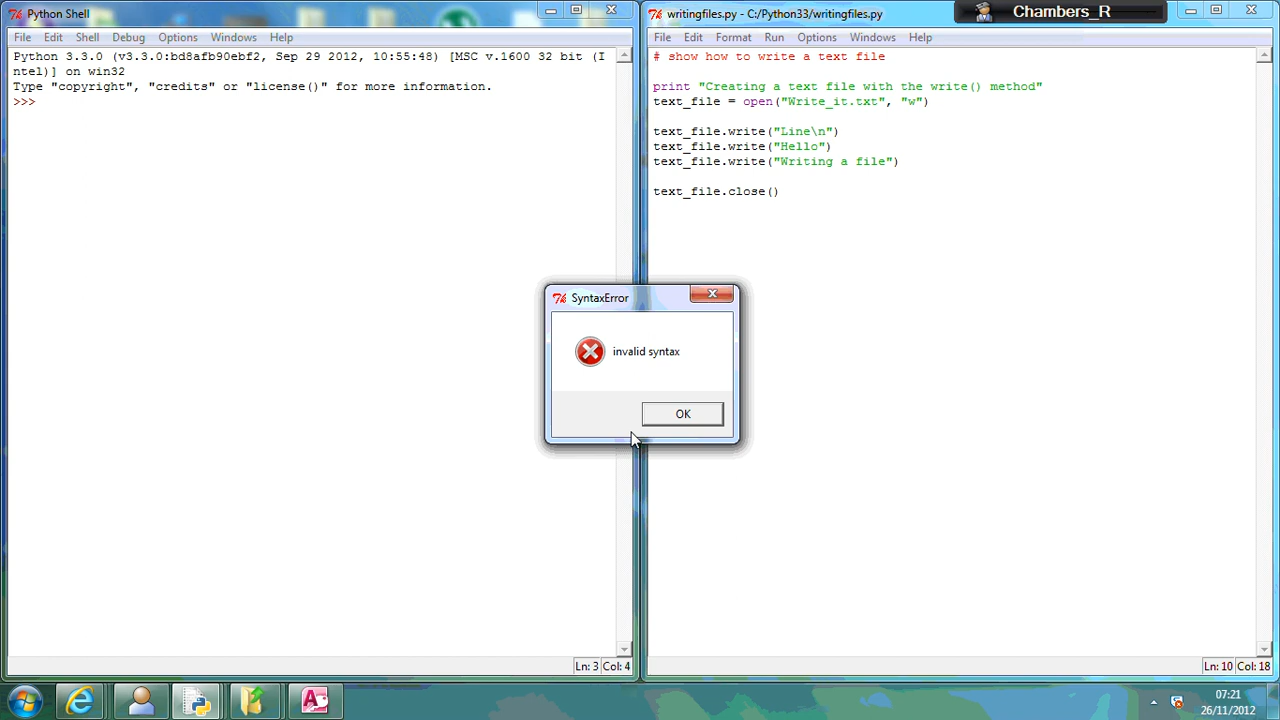 Python Shell
File Edit Shell Debug Options Windows Help
Python 3.3.0 (v3.3.0:bd8afb90ebf2, Sep 29 2012, 10:55:48) [MSC v.1600 32 bit (I
ntel)] on win32
Type "copyright", "credits" or "license()" for more information.
>>>
Ln: 3 Col: 4
writingfiles.py - C:/Python33/writingfiles.py
Chambers_R
File Edit Format Run Options Windows Help
# show how to write a text file
print "Creating a text file with the write() method"
text_file = open("Write_it.txt", "w")
text_file.write("Line\n")
text_file.write("Hello")
text_file.write("Writing a file")
text_file.close()
Ln: 10 Col: 18
SyntaxError
invalid syntax
OK
07:21
26/11/2012